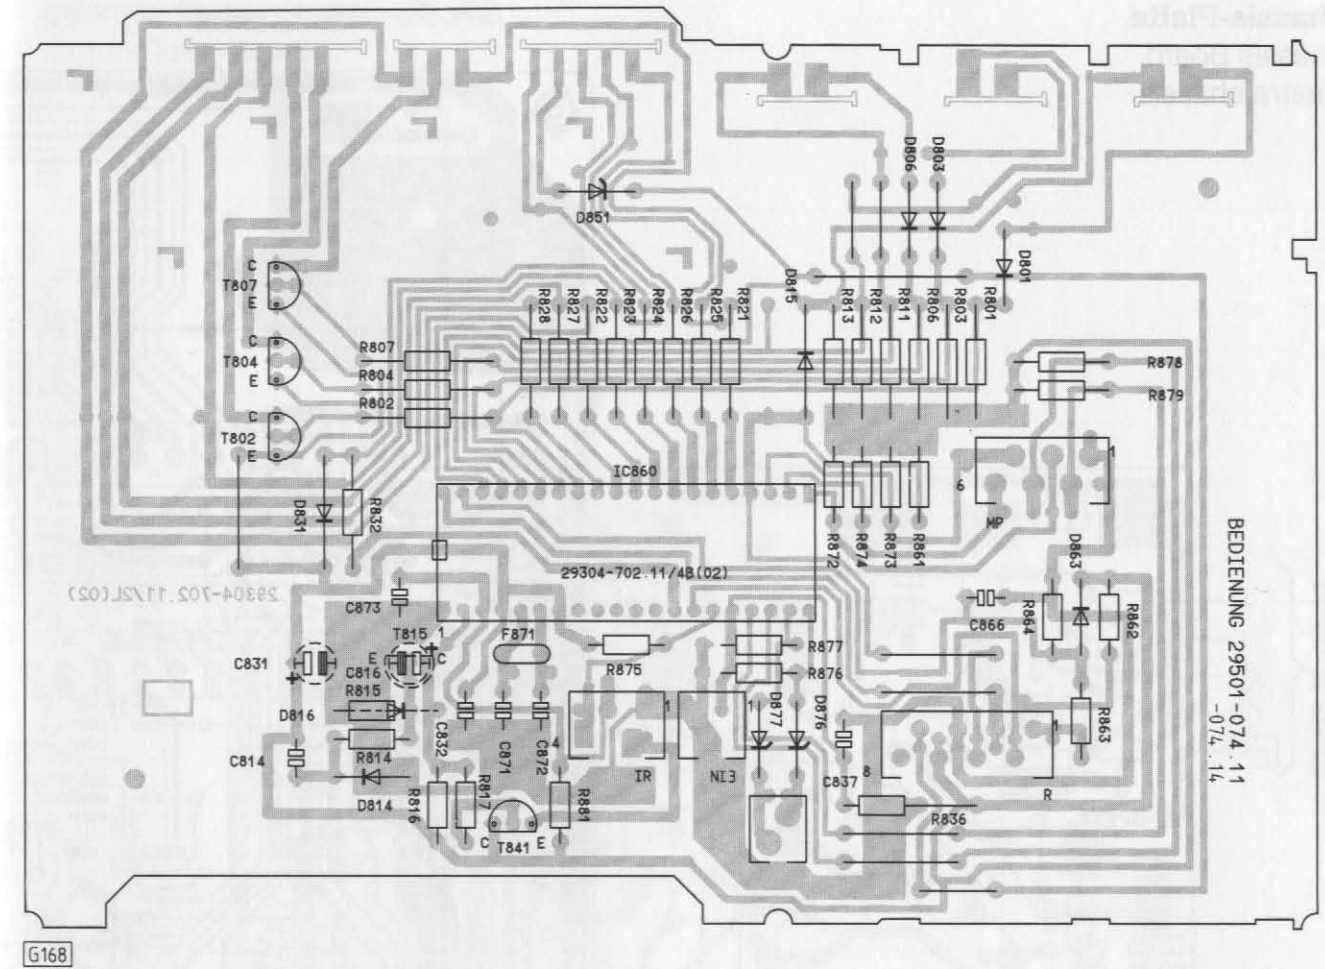 hassis-Platte
D806
D803
D851
D801
D815
C
T807
E
R828
R827
R822
R823
R824
R826
R825
R821
R813
R812
R811
R806
R803
R801
C
T804
E
R807
R804
R802
R878
R879
C
T802
E
IC860
1
6
MP
D831
R832
R872
R874
R873
R861
BEDIENUNG 29501-074.11
-074.14
29304-702.11/4B(02)
29304-702.11/2L(02)
D863
C873
C866
R864
R862
T815
+
1
F871
C831
C816
E
C
+
R875
R877
R876
R815
D816
1
1
D877
D876
1
R863
C814
R814
C832
C871
C872
IR
EIN
C837
8
R
D814
R816
R817
R881
R836
C
T841
E
G168